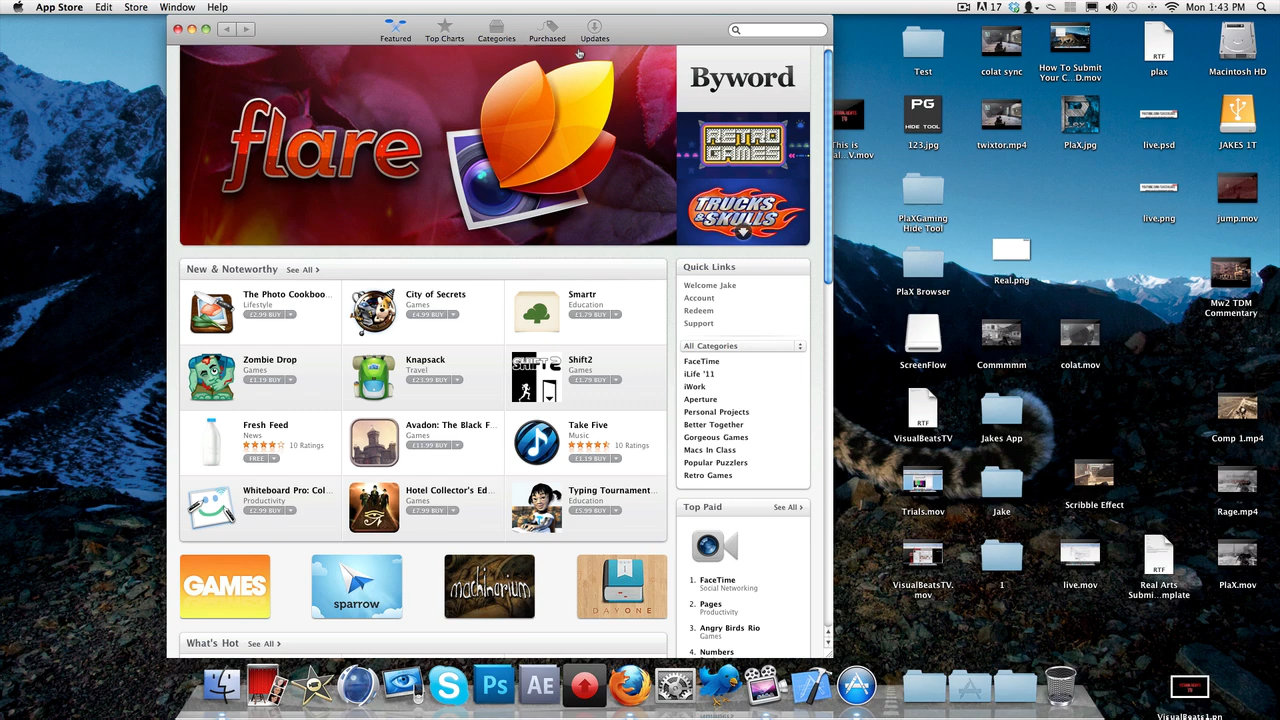 App Store Edit Store Window Help
17
Mon 1:43 PM
Featured Top Charts Categories Purchased Updates
flare
Byword
RETRO GAMES
TRUCKS & SKULLS
New & Noteworthy See All >
The Photo Cookboo...
Lifestyle
£2.99 BUY
City of Secrets
Games
£4.99 BUY
Smartr
Education
£1.79 BUY
Zombie Drop
Games
£1.19 BUY
Knapsack
Travel
£23.99 BUY
SHIFT 2
Shift2
Games
£1.79 BUY
Fresh Feed
News
10 Ratings
FREE
Avadon: The Black F...
Games
£11.99 BUY
Take Five
Music
10 Ratings
£1.19 BUY
Whiteboard Pro: Col...
Productivity
£2.99 BUY
Hotel Collector's Ed...
Games
£7.99 BUY
Typing Tournament...
Education
£5.99 BUY
GAMES
sparrow
machinarium
DAY ONE
What's Hot See All >
Quick Links
Welcome Jake
Account
Redeem
Support
All Categories
FaceTime
iLife '11
iWork
Aperture
Personal Projects
Better Together
Gorgeous Games
Macs In Class
Popular Puzzlers
Retro Games
Top Paid See All >
1. FaceTime
Social Networking
2. Pages
Productivity
3. Angry Birds Rio
Games
4. Numbers
Test
colat sync
How To Submit
Your C...D.mov
plax
Macintosh HD
This is
al...V.mov
PG
HIDE TOOL
123.jpg
twixtor.mp4
PlaX.jpg
live.psd
JAKES 1T
PlaXGaming
Hide Tool
live.png
jump.mov
PlaX Browser
Real.png
Mw2 TDM
Commentary
ScreenFlow
Commmmm
colat.mov
RTF
VisualBeatsTV
Jakes App
Comp 1.mp4
Trials.mov
Jake
Scribble Effect
Rage.mp4
VisualBeatsTV.
mov
1
live.mov
RTF
Real Arts
Submi...mplate
PlaX.mov
RTF
Ps
AE
VisualBeats1.pn